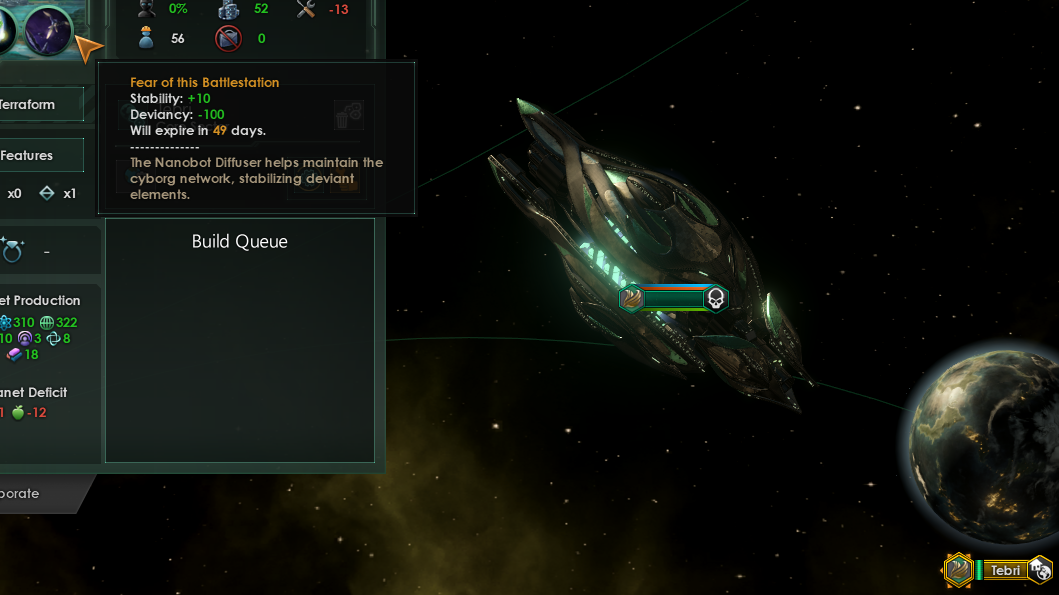 0%
52
-13
56
0
Fear of this Battlestation
Stability: +10
Deviancy: -100
Will expire in 49 days.
--------------
The Nanobot Diffuser helps maintain the
cyborg network, stabilizing deviant
elements.
Terraform
Features
x0
x1
–
Build Queue
et Production
310
322
10
3
8
18
anet Deficit
1
-12
porate
Tebri